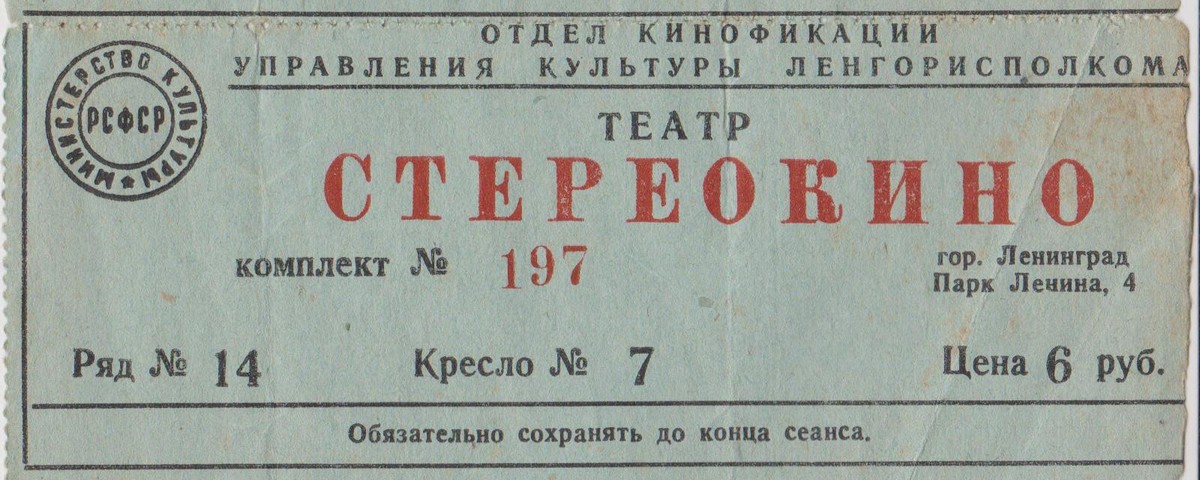 ОТДЕЛ КИНОФИКАЦИИ
УПРАВЛЕНИЯ КУЛЬТУРЫ ЛЕНГОРИСПОЛКОМА
МИНИСТЕРСТВО КУЛЬТУРЫ
РСФСР
ТЕАТР
СТЕРЕОКИНО
комплект № 197
гор. Ленинград
Парк Ленина, 4
Ряд № 14 Кресло № 7 Цена 6 руб.
Обязательно сохранять до конца сеанса.